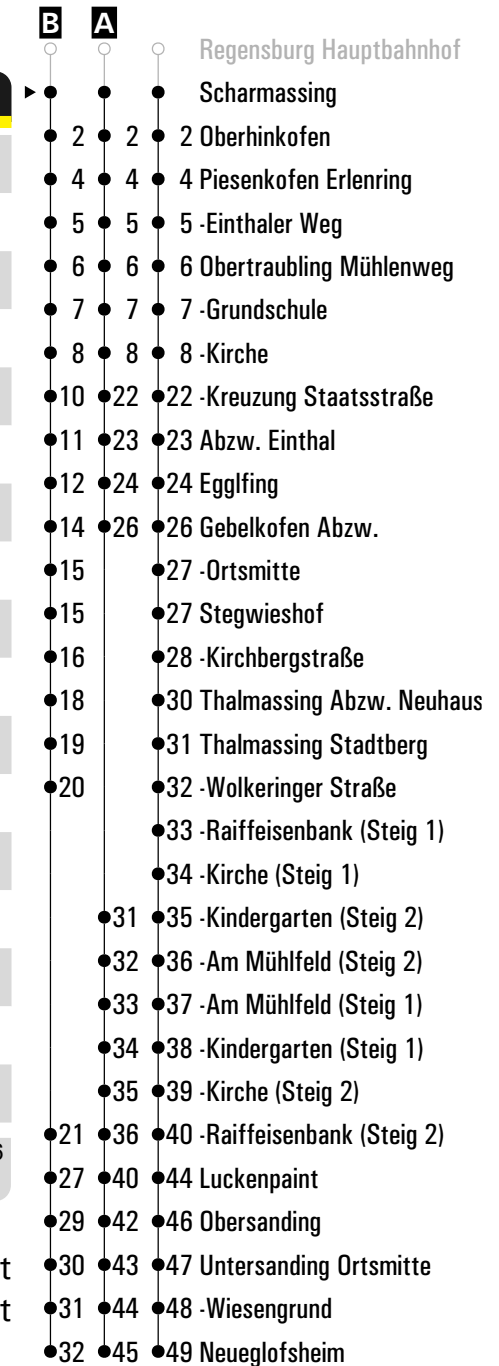 B A
Regensburg Hauptbahnhof
Scharmassing
2 2 2 Oberhinkofen
4 4 4 Piesenkofen Erlenring
5 5 5 -Einthaler Weg
6 6 6 Obertraubling Mühlenweg
7 7 7 -Grundschule
8 8 8 -Kirche
10 22 22 -Kreuzung Staatsstraße
11 23 23 Abzw. Einthal
12 24 24 Egglfing
14 26 26 Gebelkofen Abzw.
15 27 -Ortsmitte
15 27 Stegwieshof
16 28 -Kirchbergstraße
18 30 Thalmassing Abzw. Neuhaus
19 31 Thalmassing Stadtberg
20 32 -Wolkeringer Straße
33 -Raiffeisenbank (Steig 1)
34 -Kirche (Steig 1)
31 35 -Kindergarten (Steig 2)
32 36 -Am Mühlfeld (Steig 2)
33 37 -Am Mühlfeld (Steig 1)
34 38 -Kindergarten (Steig 1)
35 39 -Kirche (Steig 2)
21 36 40 -Raiffeisenbank (Steig 2)
27 40 44 Luckenpaint
29 42 46 Obersanding
t 30 43 47 Untersanding Ortsmitte
t 31 44 48 -Wiesengrund
32 45 49 Neueglofsheim